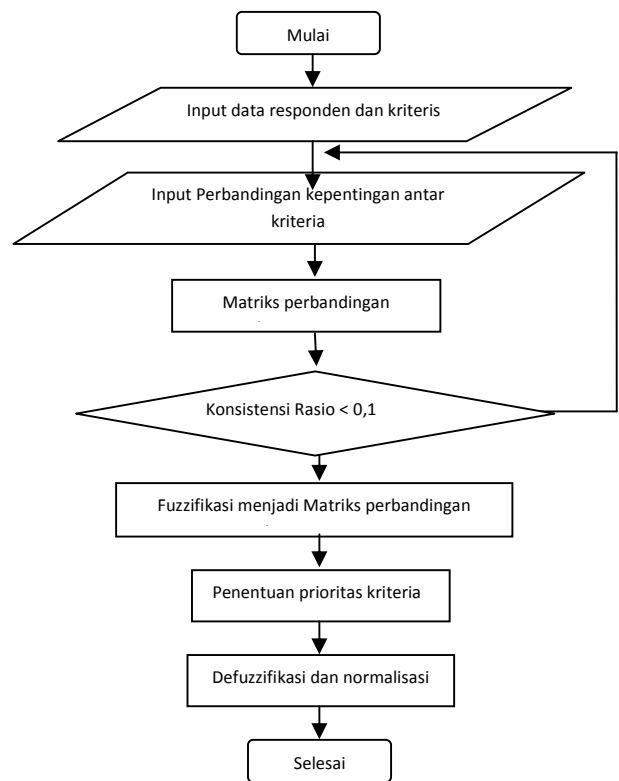 Mulai
Input data responden dan kriteris
Input Perbandingan kepentingan antar
kriteria
Matriks perbandingan
Konsistensi Rasio < 0,1
Fuzzifikasi menjadi Matriks perbandingan
Penentuan prioritas kriteria
Defuzzifikasi dan normalisasi
Selesai